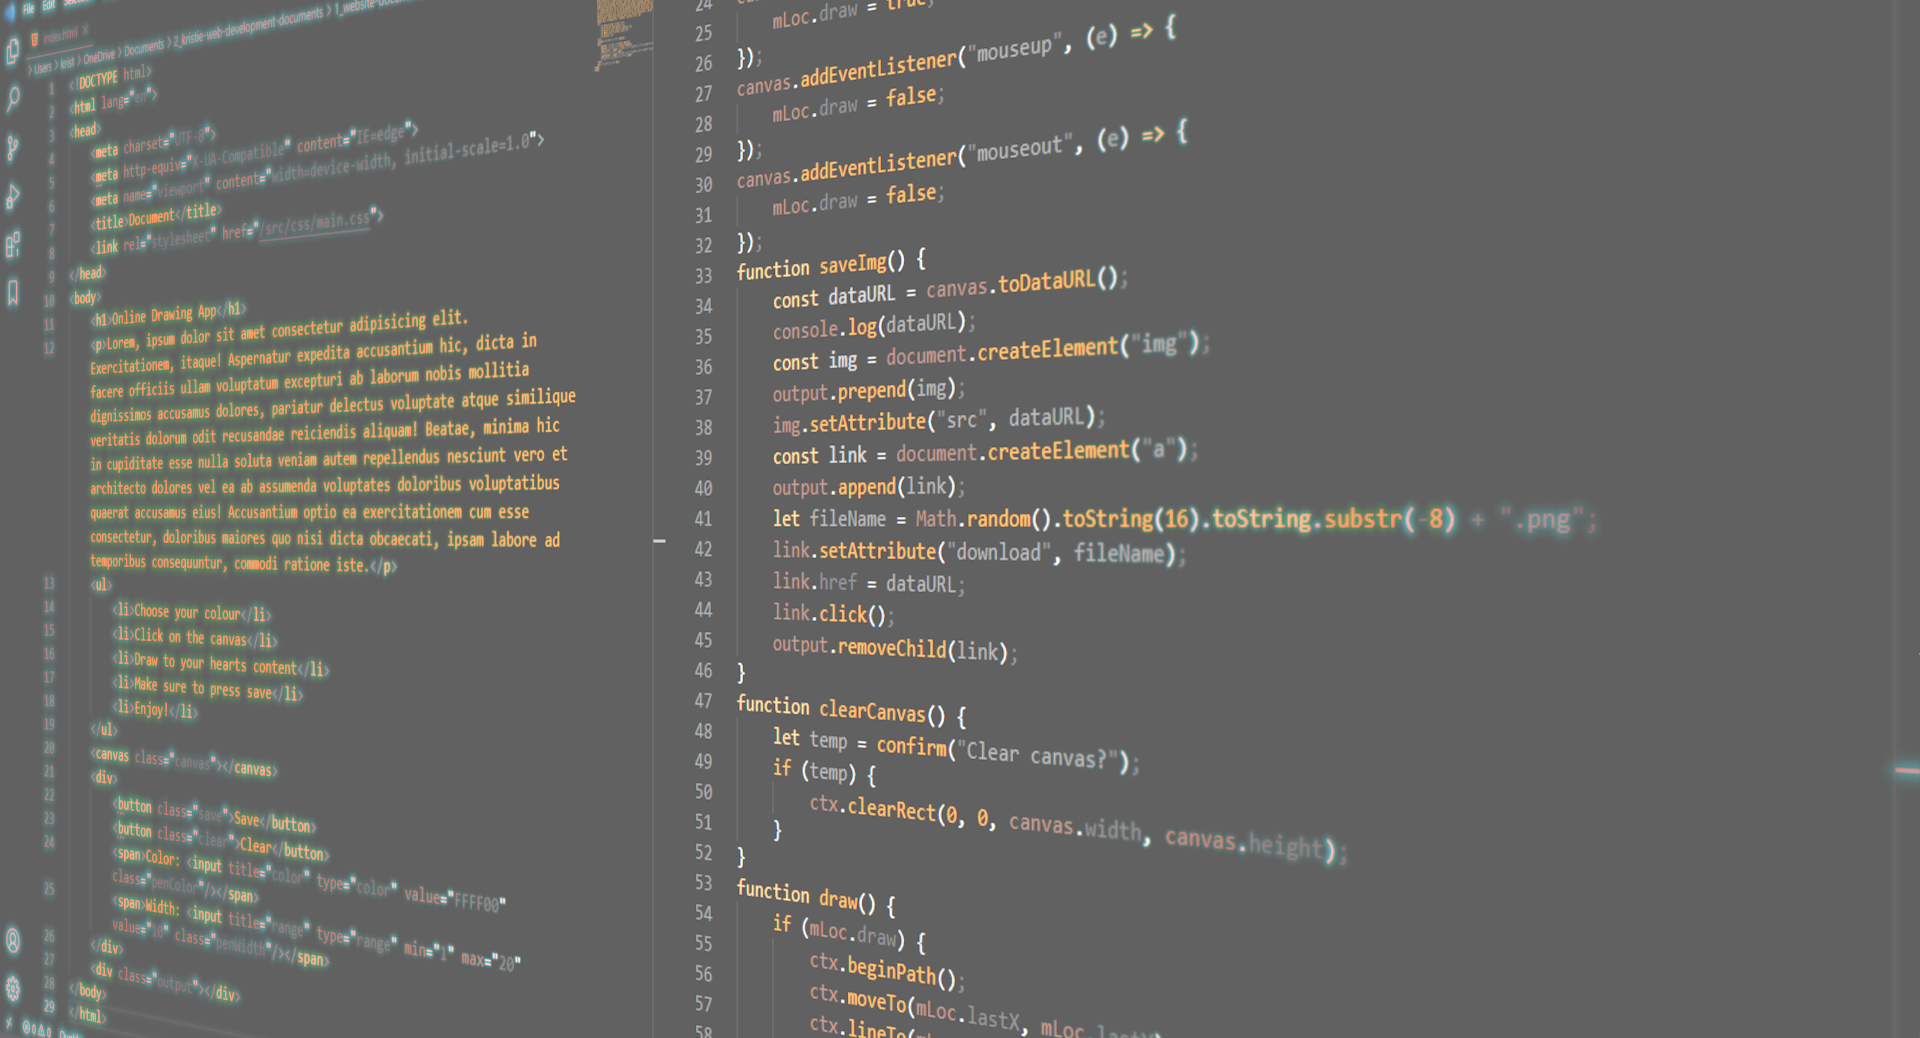 File Edit
index.html
Users > krist > OneDrive > Documents > 2_kristie-web-development-documents >
1 <!DOCTYPE html>
2 <html lang="en">
3 <head>
4 <meta charset="UTF-8">
5 <meta http-equiv="X-UA-Compatible" content="IE=edge">
6 <meta name="viewport" content="width=device-width, initial-scale=1.0">
7 <title>Document</title>
8 <link rel="stylesheet" href="/src/css/main.css">
9 </head>
10 <body>
11 <h1>Online Drawing App</h1>
12 <p>Lorem, ipsum dolor sit amet consectetur adipisicing elit.
Exercitationem, itaque! Aspernatur expedita accusantium hic, dicta in
facere officiis ullam voluptatum excepturi ab laborum nobis mollitia
dignissimos accusamus dolores, pariatur delectus voluptate atque similique
veritatis dolorum odit recusandae reiciendis aliquam! Beatae, minima hic
in cupiditate esse nulla soluta veniam autem repellendus nesciunt vero et
architecto dolores vel ea ab assumenda voluptates doloribus voluptatibus
quaerat accusamus eius! Accusantium optio ea exercitationem cum esse
consectetur, doloribus maiores quo nisi dicta obcaecati, ipsam labore ad
temporibus consequuntur, commodi ratione iste.</p>
13 <ul>
14 <li>Choose your colour</li>
15 <li>Click on the canvas</li>
16 <li>Draw to your hearts content</li>
17 <li>Make sure to press save</li>
18 <li>Enjoy!</li>
19 </ul>
20 <canvas class="canvas"></canvas>
21 <div>
22 <button class="save">Save</button>
23 <button class="clear">Clear</button>
24 <span>Color: <input title="color" type="color" value="FFFF00"
class="penColor"/></span>
25 <span>Width: <input title="range" type="range" min="1" max="20"
value="10" class="penWidth"/></span>
26 </div>
27 <div class="output"></div>
28 </body>
29 </html>
24
25 mLoc.draw = true;
26 });
27 canvas.addEventListener("mouseup", (e) => {
28 mLoc.draw = false;
29 });
30 canvas.addEventListener("mouseout", (e) => {
31 mLoc.draw = false;
32 });
33 function saveImg() {
34 const dataURL = canvas.toDataURL();
35 console.log(dataURL);
36 const img = document.createElement("img");
37 output.prepend(img);
38 img.setAttribute("src", dataURL);
39 const link = document.createElement("a");
40 output.append(link);
41 let fileName = Math.random().toString(16).toString.substr(-8) + ".png";
42 link.setAttribute("download", fileName);
43 link.href = dataURL;
44 link.click();
45 output.removeChild(link);
46 }
47 function clearCanvas() {
48 let temp = confirm("Clear canvas?");
49 if (temp) {
50 ctx.clearRect(0, 0, canvas.width, canvas.height);
51 }
52 }
53 function draw() {
54 if (mLoc.draw) {
55 ctx.beginPath();
56 ctx.moveTo(mLoc.lastX, mLoc.lastY)
57 ctx.lineTo(
58